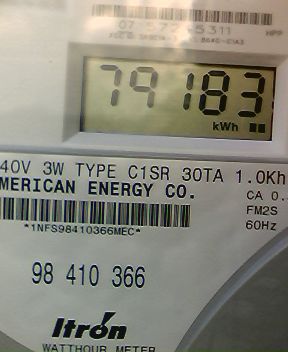 HPP
79183
kWh
40V 3W TYPE C1SR 30TA 1.0Kh
MERICAN ENERGY CO.
CA 0.
FM2S
*1NFS98410366MEC*
60Hz
98 410 366
Itron
WATTHOUR METER